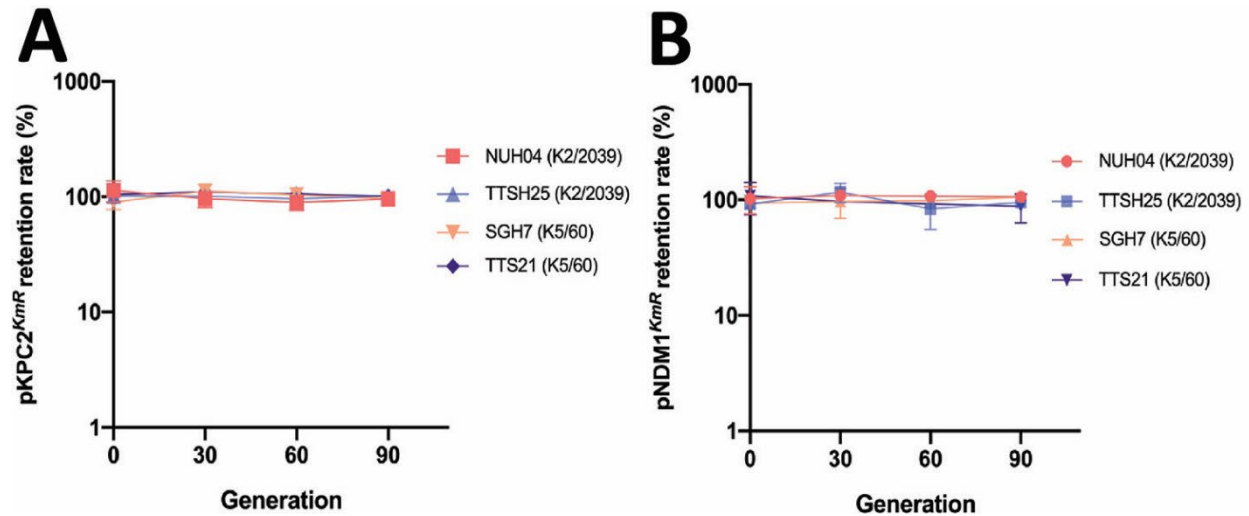 A
pKPC2KmR retention rate (%)
1000
100
10
1
0 30 60 90
Generation
NUH04 (K2/2039)
TTSH25 (K2/2039)
SGH7 (K5/60)
TTS21 (K5/60)
B
pNDM1KmR retention rate (%)
1000
100
10
1
0 30 60 90
Generation
NUH04 (K2/2039)
TTSH25 (K2/2039)
SGH7 (K5/60)
TTS21 (K5/60)